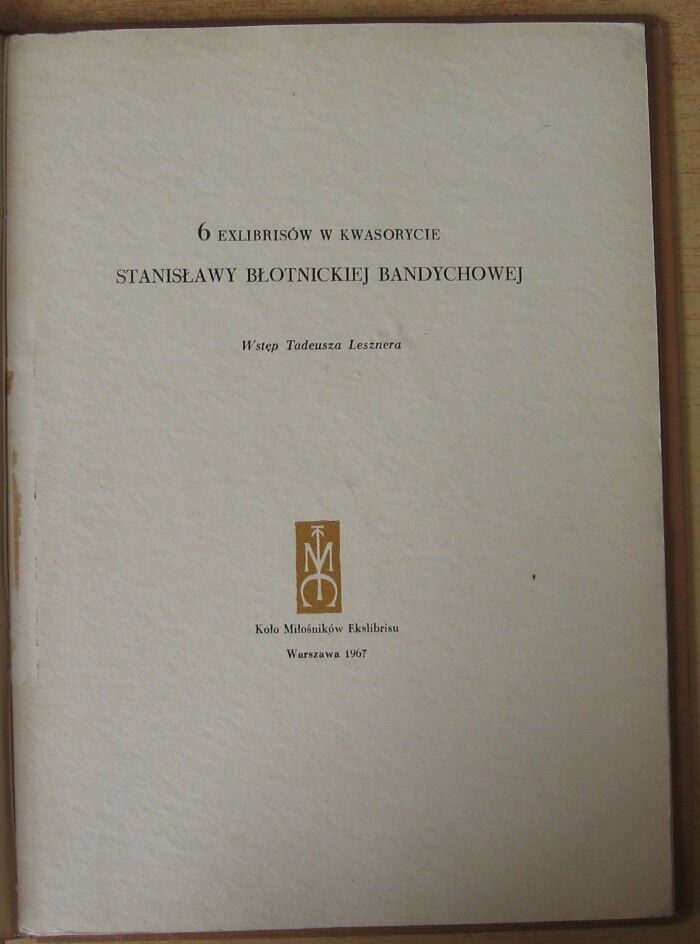 6 EXLIBRISÓW W KWASORYCIE
STANISŁAWY BŁOTNICKIEJ BANDYCHOWEJ
Wstęp Tadeusza Lesznera
Koło Miłośników Ekslibrisu
Warszawa 1967